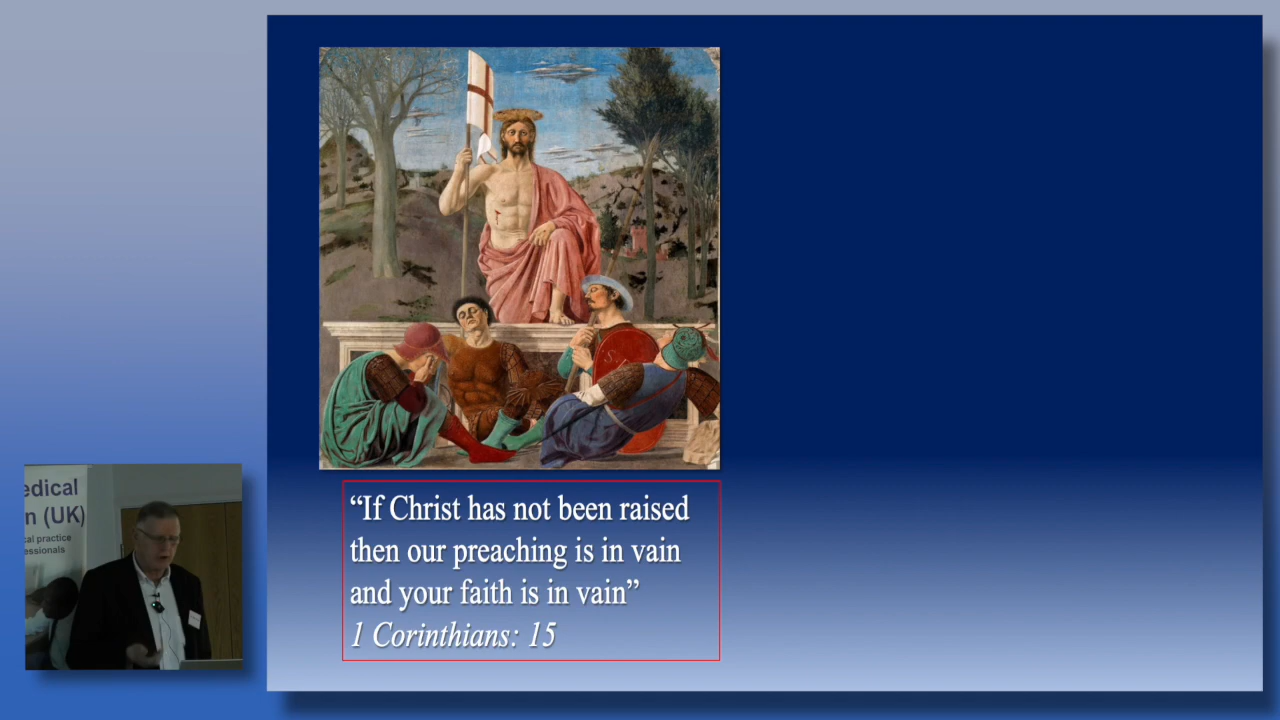 “If Christ has not been raised
then our preaching is in vain
and your faith is in vain”
1 Corinthians: 15
edical
n (UK)
cal practice
essionals